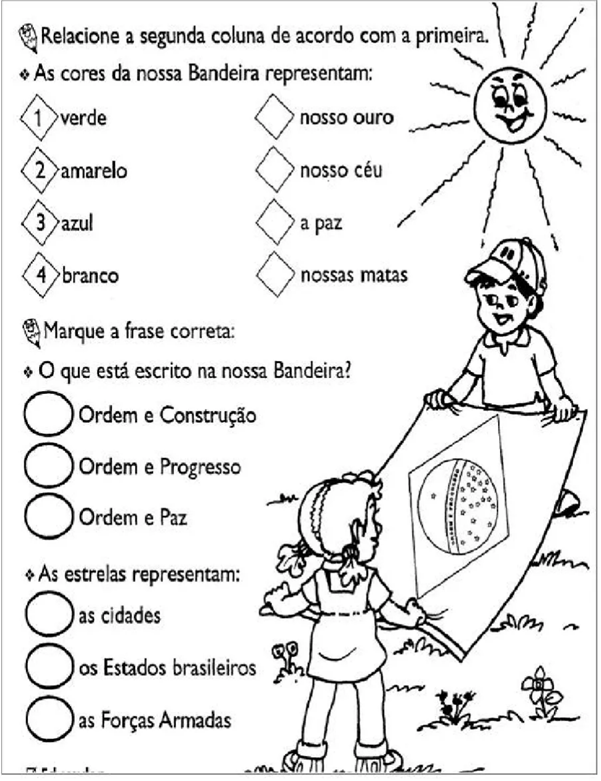 Relacione a segunda coluna de acordo com a primeira.
As cores da nossa Bandeira representam:
1 verde nosso ouro
2 amarelo nosso céu
3 azul a paz
4 branco nossas matas
Marque a frase correta:
O que está escrito na nossa Bandeira?
Ordem e Construção
Ordem e Progresso
Ordem e Paz
As estrelas representam:
as cidades
os Estados brasileiros
as Forças Armadas
ORDEM E PROGRESSO